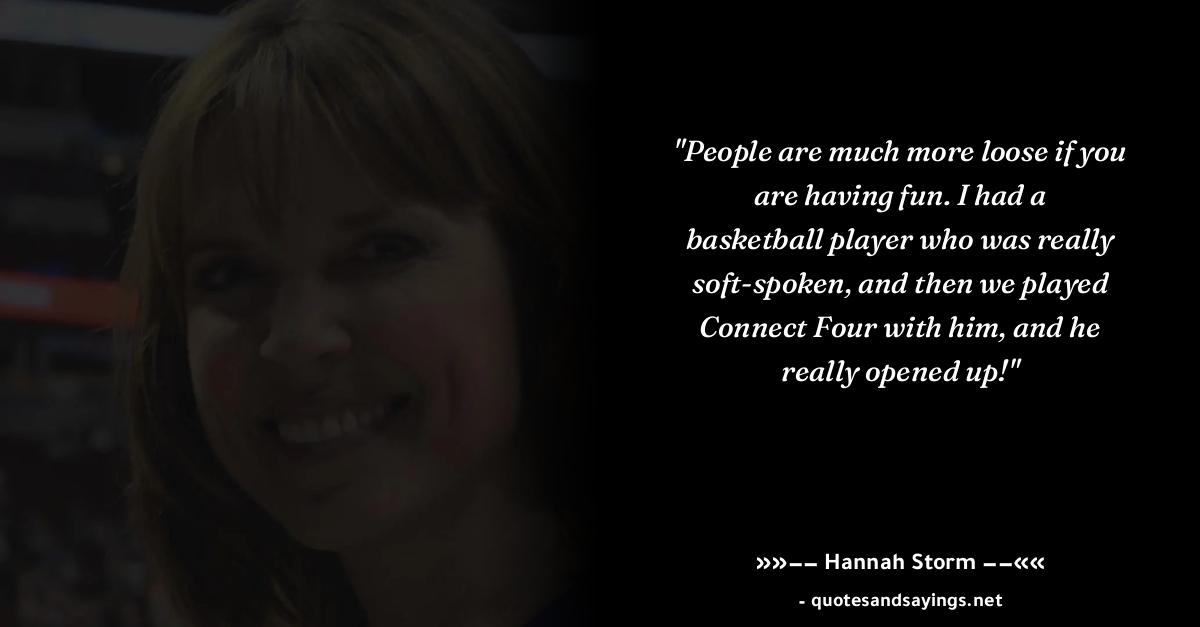 "People are much more loose if you
are having fun. I had a
basketball player who was really
soft-spoken, and then we played
Connect Four with him, and he
really opened up!"
»»–– Hannah Storm ––««
- quotesandsayings.net